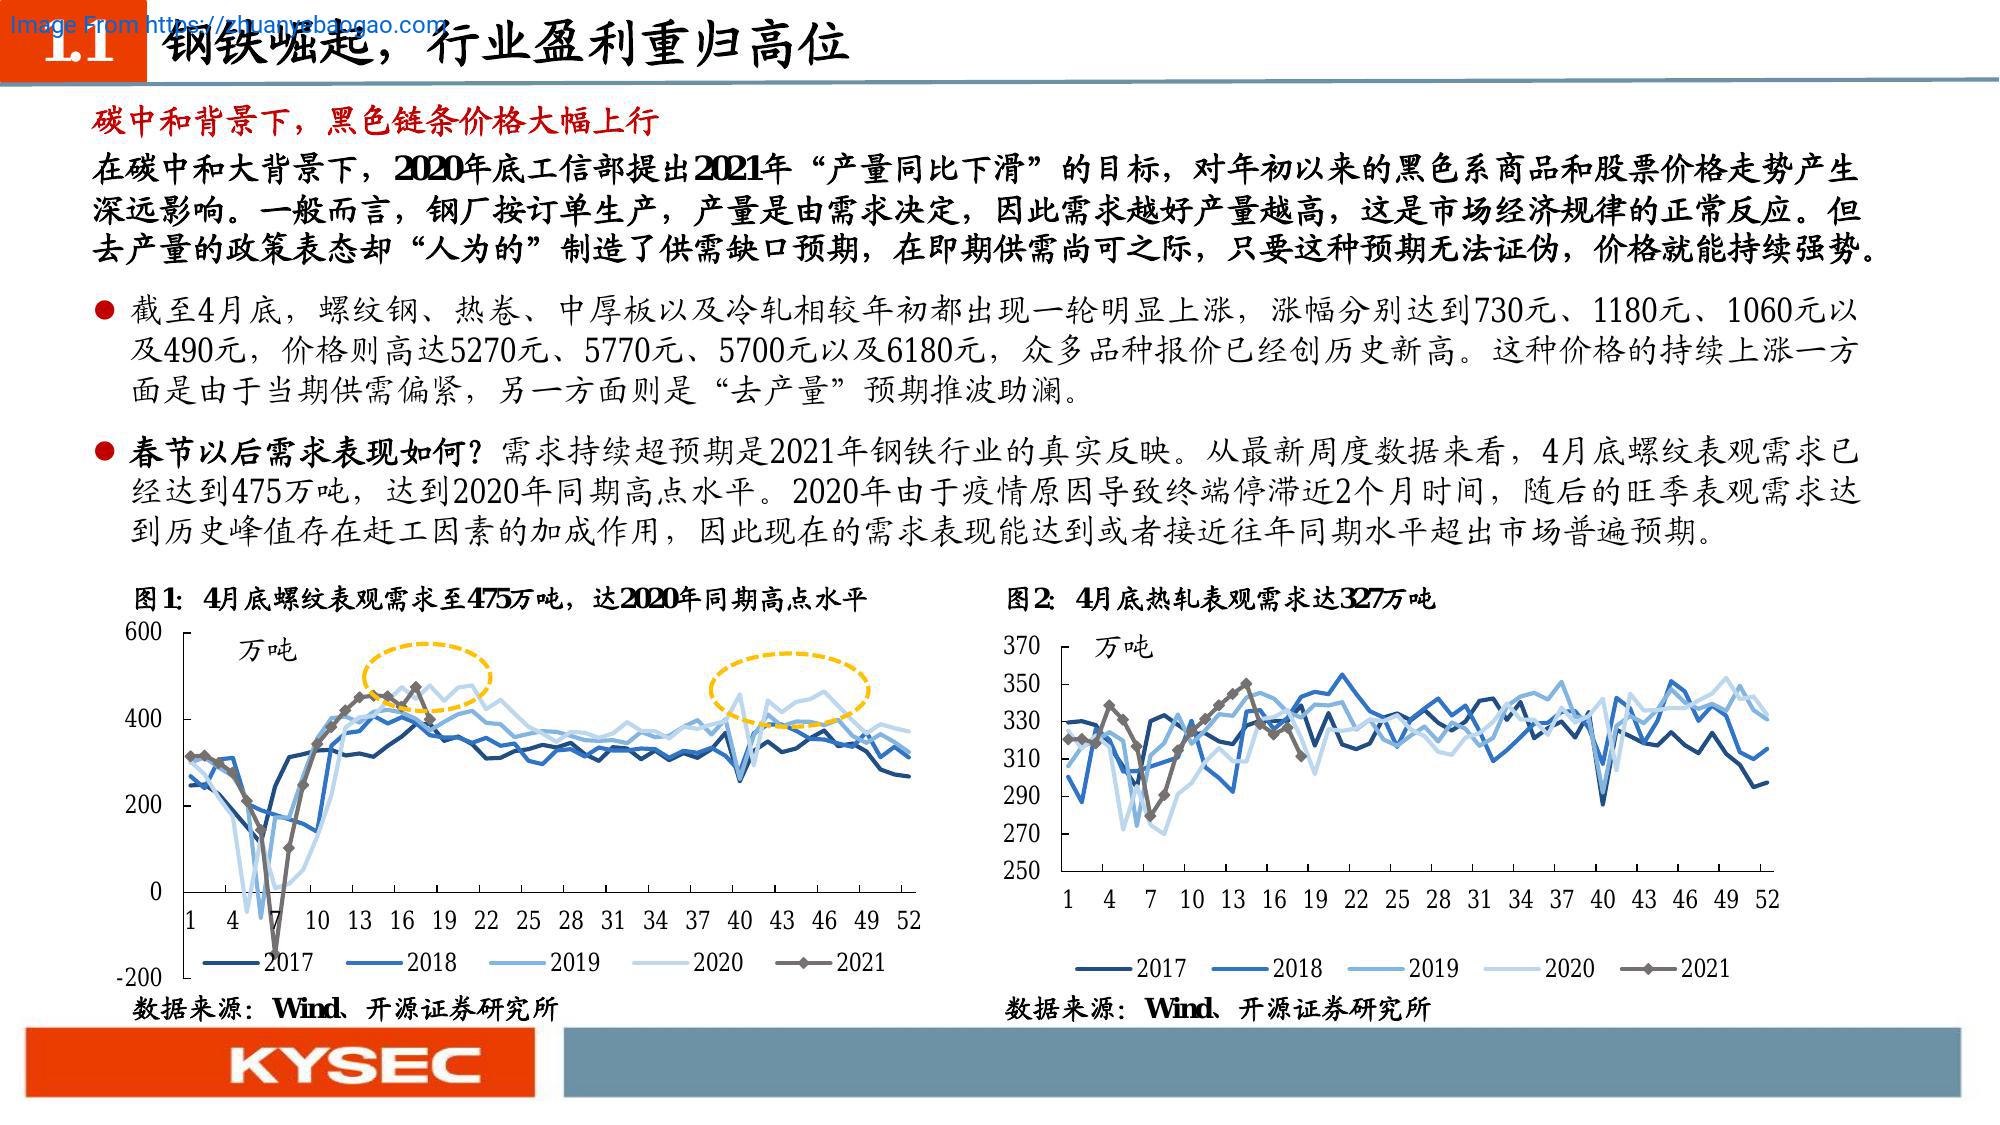 Image From https://zhuanyebaogao.com
1.1 钢铁崛起，行业盈利重归高位
碳中和背景下，黑色链条价格大幅上行
在碳中和大背景下，2020年底工信部提出2021年“产量同比下滑”的目标，对年初以来的黑色系商品和股票价格走势产生
深远影响。一般而言，钢厂按订单生产，产量是由需求决定，因此需求越好产量越高，这是市场经济规律的正常反应。但
去产量的政策表态却“人为的”制造了供需缺口预期，在即期供需尚可之际，只要这种预期无法证伪，价格就能持续强势。
● 截至4月底，螺纹钢、热卷、中厚板以及冷轧相较年初都出现一轮明显上涨，涨幅分别达到730元、1180元、1060元以
及490元，价格则高达5270元、5770元、5700元以及6180元，众多品种报价已经创历史新高。这种价格的持续上涨一方
面是由于当期供需偏紧，另一方面则是“去产量”预期推波助澜。
● 春节以后需求表现如何？需求持续超预期是2021年钢铁行业的真实反映。从最新周度数据来看，4月底螺纹表观需求已
经达到475万吨，达到2020年同期高点水平。2020年由于疫情原因导致终端停滞近2个月时间，随后的旺季表观需求达
到历史峰值存在赶工因素的加成作用，因此现在的需求表现能达到或者接近往年同期水平超出市场普遍预期。
图1：4月底螺纹表观需求至475万吨，达2020年同期高点水平
600
400
200
0
-200
万吨
1 4 7 10 13 16 19 22 25 28 31 34 37 40 43 46 49 52
2017 2018 2019 2020 2021
数据来源：Wind、开源证券研究所
图2：4月底热轧表观需求达327万吨
370
350
330
310
290
270
250
万吨
1 4 7 10 13 16 19 22 25 28 31 34 37 40 43 46 49 52
2017 2018 2019 2020 2021
数据来源：Wind、开源证券研究所
KYSEC